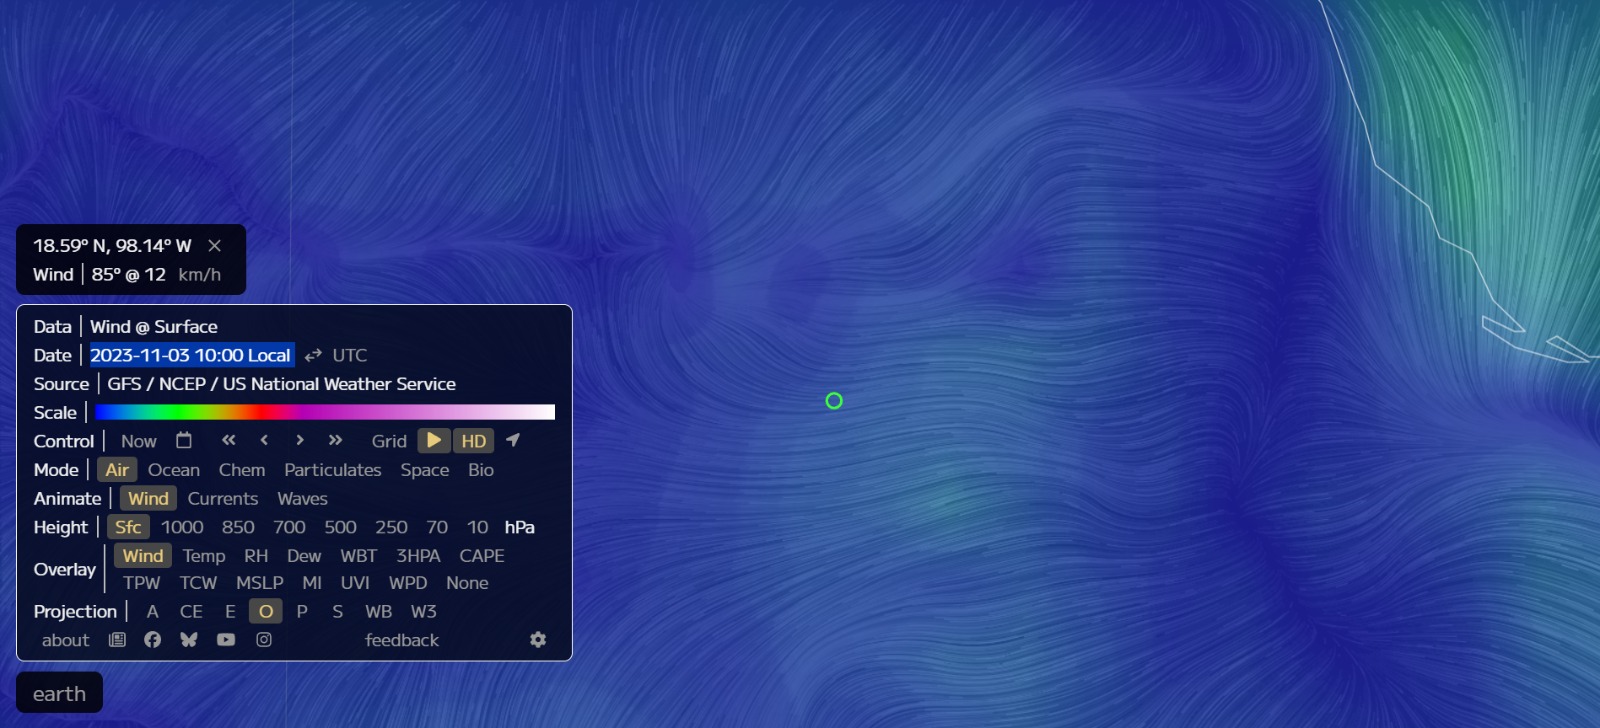 18.59° N, 98.14° W ×
Wind | 85° @ 12 km/h
Data | Wind @ Surface
Date | 2023-11-03 10:00 Local ⇄ UTC
Source | GFS / NCEP / US National Weather Service
Scale |
Control | Now « ‹ › » Grid HD
Mode | Air Ocean Chem Particulates Space Bio
Animate | Wind Currents Waves
Height | Sfc 1000 850 700 500 250 70 10 hPa
Overlay | Wind Temp RH Dew WBT 3HPA CAPE
TPW TCW MSLP MI UVI WPD None
Projection | A CE E O P S WB W3
about feedback
earth